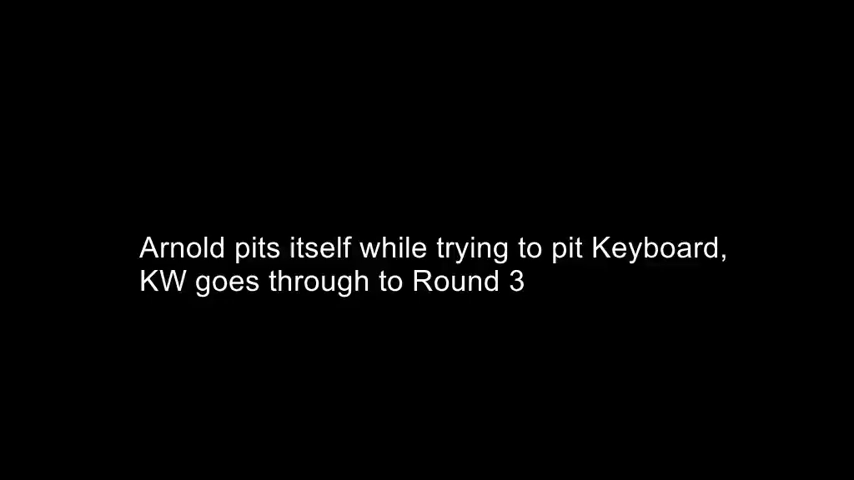 Arnold pits itself while trying to pit Keyboard,
KW goes through to Round 3